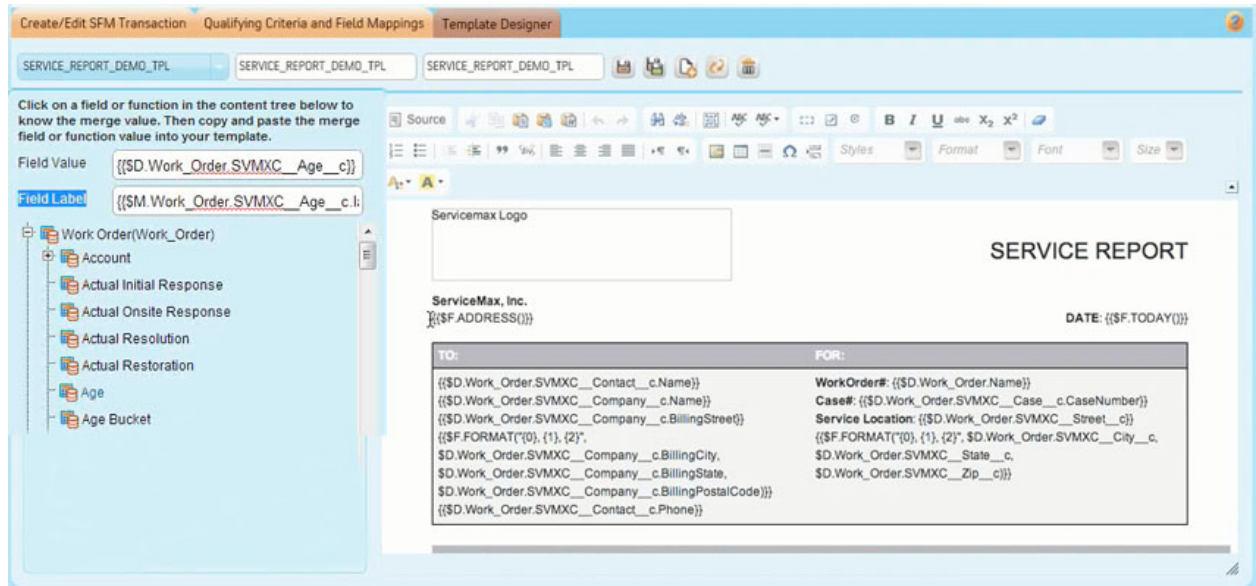 Create/Edit SFM Transaction Qualifying Criteria and Field Mappings Template Designer
SERVICE_REPORT_DEMO_TPL SERVICE_REPORT_DEMO_TPL SERVICE_REPORT_DEMO_TPL
Click on a field or function in the content tree below to
know the merge value. Then copy and paste the merge
field or function value into your template.
Field Value {{$D.Work_Order.SVMXC__Age__c}}
Field Label {{$M.Work_Order.SVMXC__Age__c.l
Work Order(Work_Order)
Account
Actual Initial Response
Actual Onsite Response
Actual Resolution
Actual Restoration
Age
Age Bucket
Source
B I U abc X2 X2
Styles Format Font Size
Servicemax Logo
SERVICE REPORT
ServiceMax, Inc.
{{$F.ADDRESS()}}
DATE: {{$F.TODAY()}}
TO:
{{$D.Work_Order.SVMXC__Contact__c.Name}}
{{$D.Work_Order.SVMXC__Company__c.Name}}
{{$D.Work_Order.SVMXC__Company__c.BillingStreet}}
{{$F.FORMAT("{0}, {1}, {2}",
$D.Work_Order.SVMXC__Company__c.BillingCity,
$D.Work_Order.SVMXC__Company__c.BillingState,
$D.Work_Order.SVMXC__Company__c.BillingPostalCode)}}
{{$D.Work_Order.SVMXC__Contact__c.Phone}}
FOR:
WorkOrder#: {{$D.Work_Order.Name}}
Case#: {{$D.Work_Order.SVMXC__Case__c.CaseNumber}}
Service Location: {{$D.Work_Order.SVMXC__Street__c}}
{{$F.FORMAT("{0}, {1}, {2}", $D.Work_Order.SVMXC__City__c,
$D.Work_Order.SVMXC__State__c,
$D.Work_Order.SVMXC__Zip__c)}}